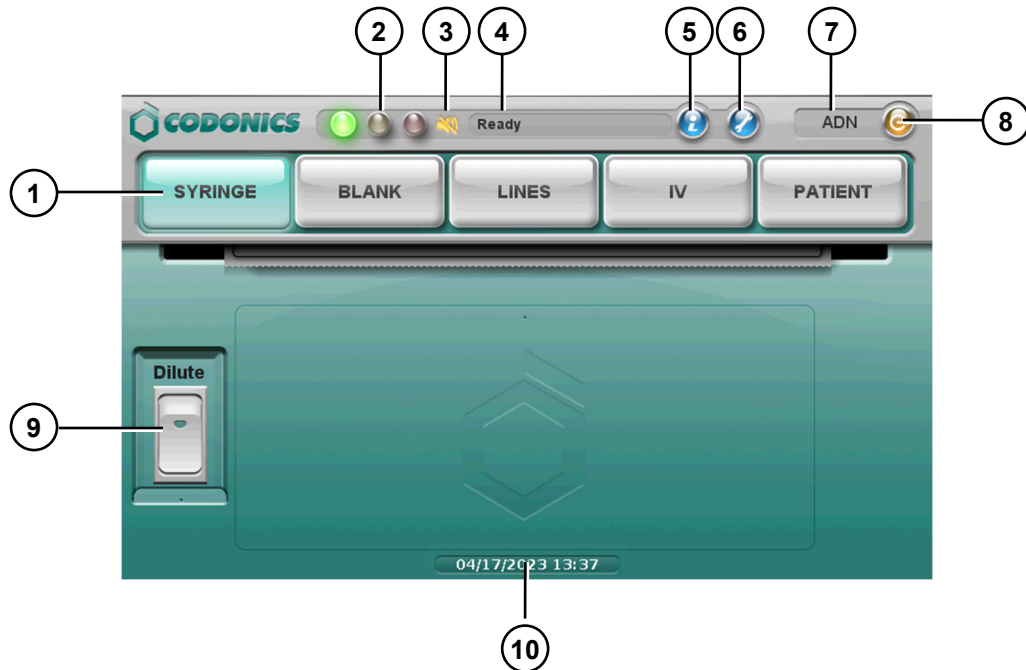 2 3 4 5 6 7
CODONICS Ready ADN 8
1 SYRINGE BLANK LINES IV PATIENT
Dilute
9
04/17/2023 13:37
10